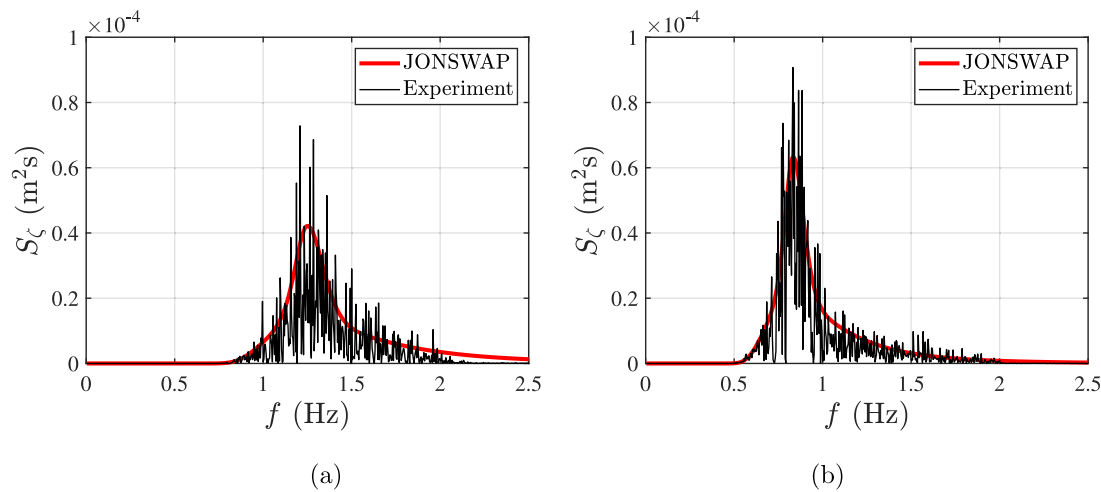 ×10⁻⁴
1
0.8
0.6
0.4
0.2
0
S_ζ (m²s)
JONSWAP
Experiment
0 0.5 1 1.5 2 2.5
f (Hz)
(a)
×10⁻⁴
1
0.8
0.6
0.4
0.2
0
S_ζ (m²s)
JONSWAP
Experiment
0 0.5 1 1.5 2 2.5
f (Hz)
(b)